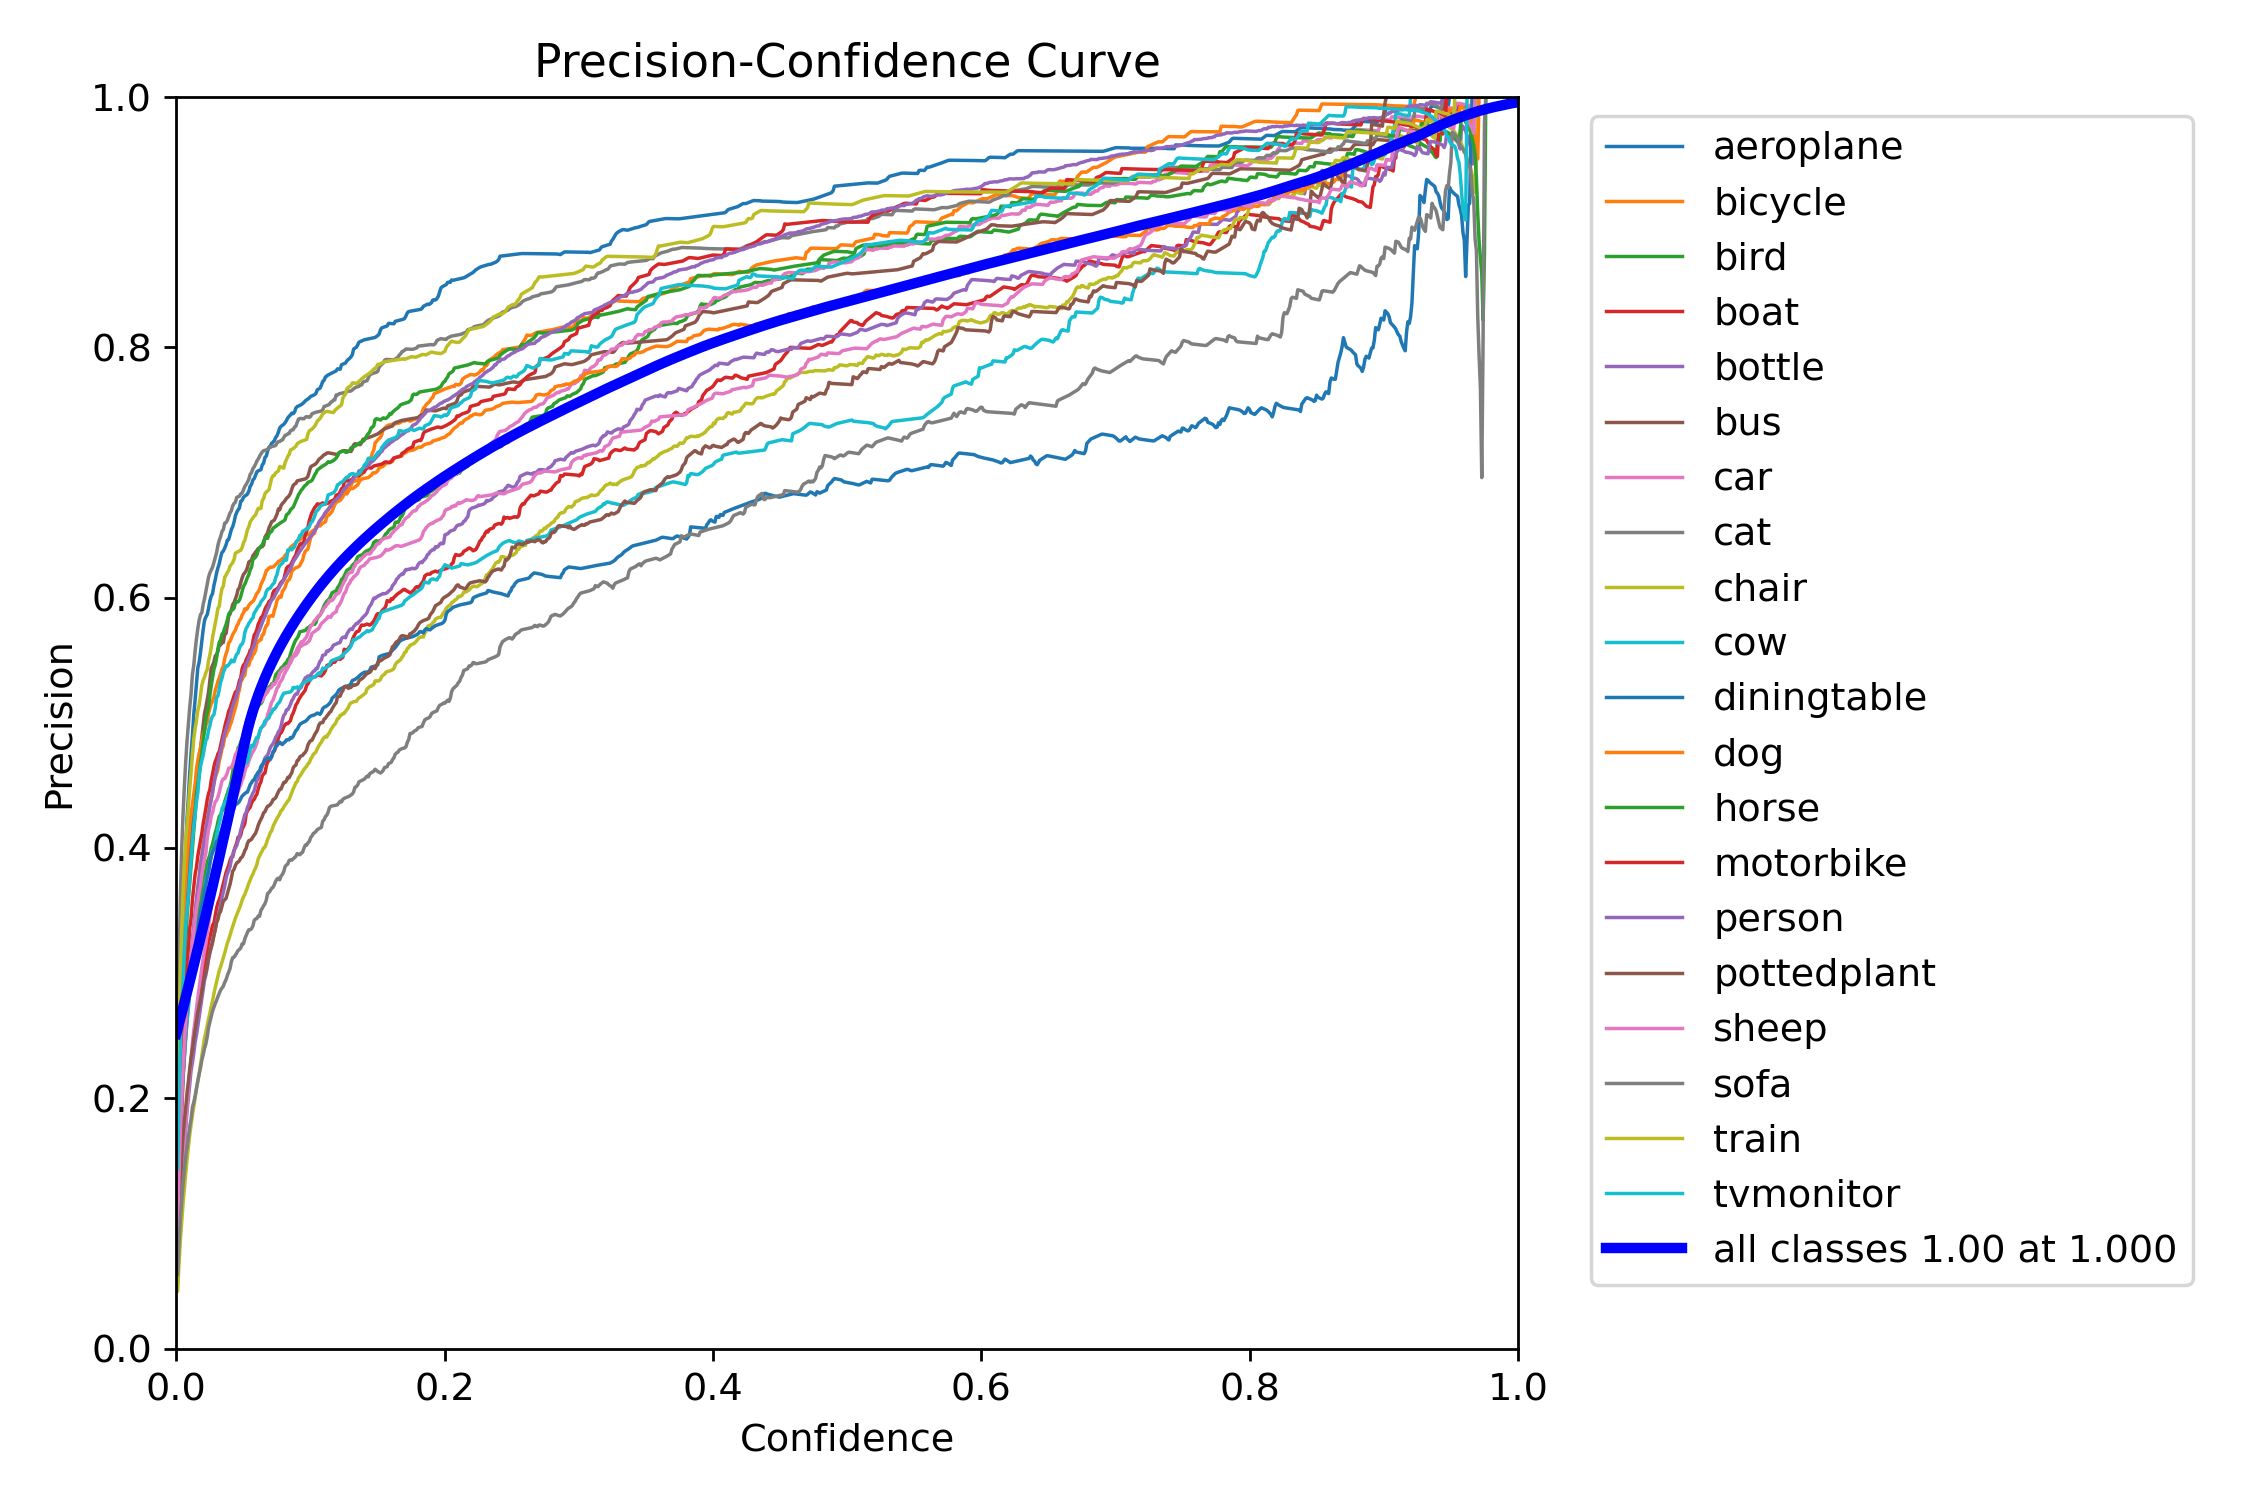 Precision-Confidence Curve
1.0
0.8
0.6
0.4
0.2
0.0
Precision
0.0 0.2 0.4 0.6 0.8 1.0
Confidence
aeroplane
bicycle
bird
boat
bottle
bus
car
cat
chair
cow
diningtable
dog
horse
motorbike
person
pottedplant
sheep
sofa
train
tvmonitor
all classes 1.00 at 1.000